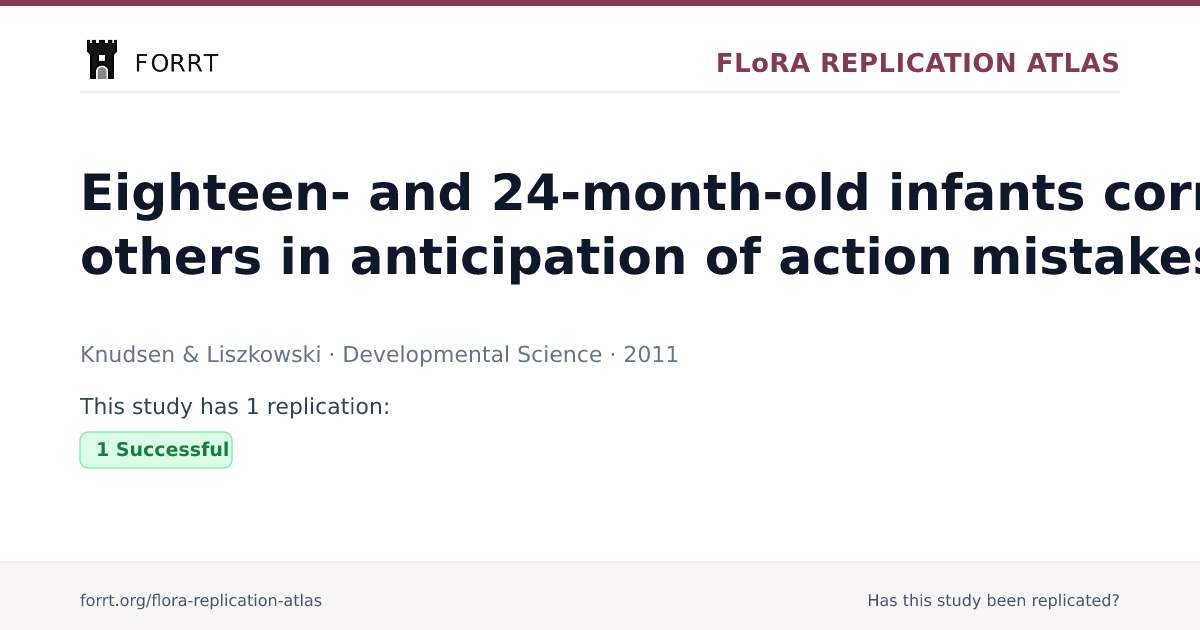 FORRT
FLoRA REPLICATION ATLAS
Eighteen- and 24-month-old infants
others in anticipation of action mistakes
Knudsen & Liszkowski · Developmental Science · 2011
This study has 1 replication:
1 Successful
forrt.org/flora-replication-atlas
Has this study been replicated?